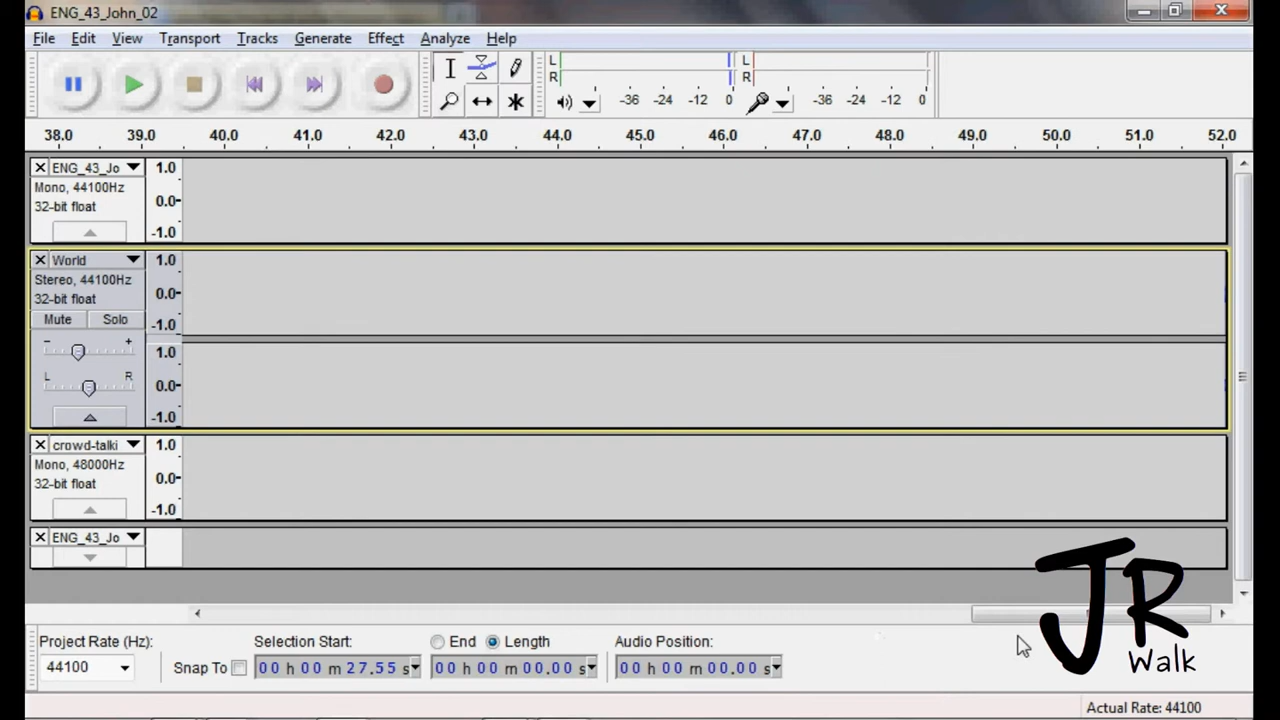 ENG_43_John_02
File Edit View Transport Tracks Generate Effect Analyze Help
L
R
-36 -24 -12 0
L
R
-36 -24 -12 0
38.0 39.0 40.0 41.0 42.0 43.0 44.0 45.0 46.0 47.0 48.0 49.0 50.0 51.0 52.0
ENG_43_Jo
Mono, 44100Hz
32-bit float
1.0
0.0-
-1.0
World
Stereo, 44100Hz
32-bit float
Mute Solo
- +
L R
1.0
0.0-
-1.0
1.0
0.0-
-1.0
crowd-talki
Mono, 48000Hz
32-bit float
1.0
0.0-
-1.0
ENG_43_Jo
Project Rate (Hz): Selection Start: End Length Audio Position:
44100 Snap To 00 h 00 m 27.55 s 00 h 00 m 00.00 s 00 h 00 m 00.00 s
JR
Walk
Actual Rate: 44100